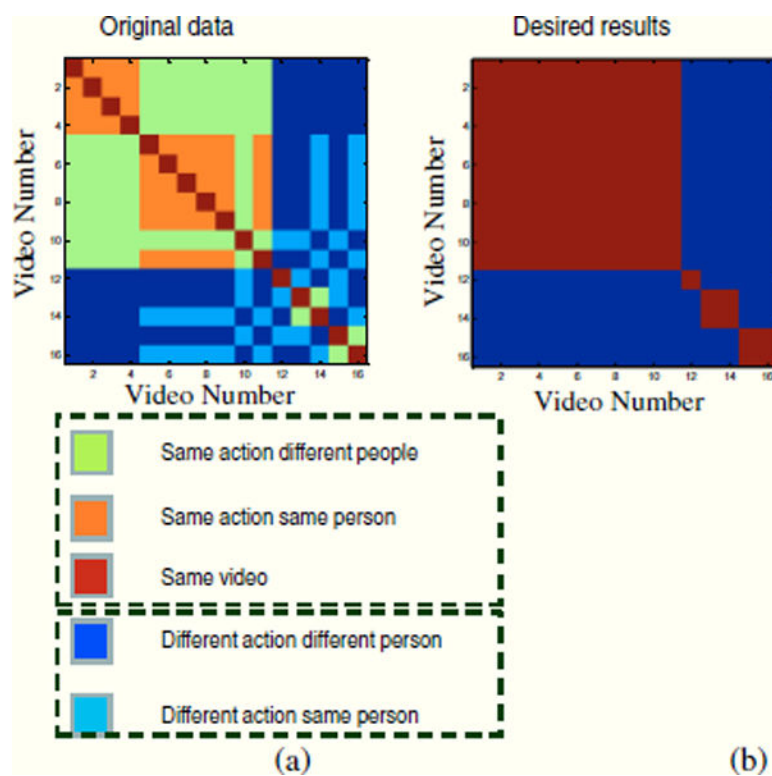 Original data
Desired results
2
4
6
8
10
12
14
16
Video Number
2 4 6 8 10 12 14 16
Video Number
2
4
6
8
10
12
14
16
Video Number
2 4 6 8 10 12 14 16
Video Number
Same action different people
Same action same person
Same video
Different action different person
Different action same person
(a)
(b)